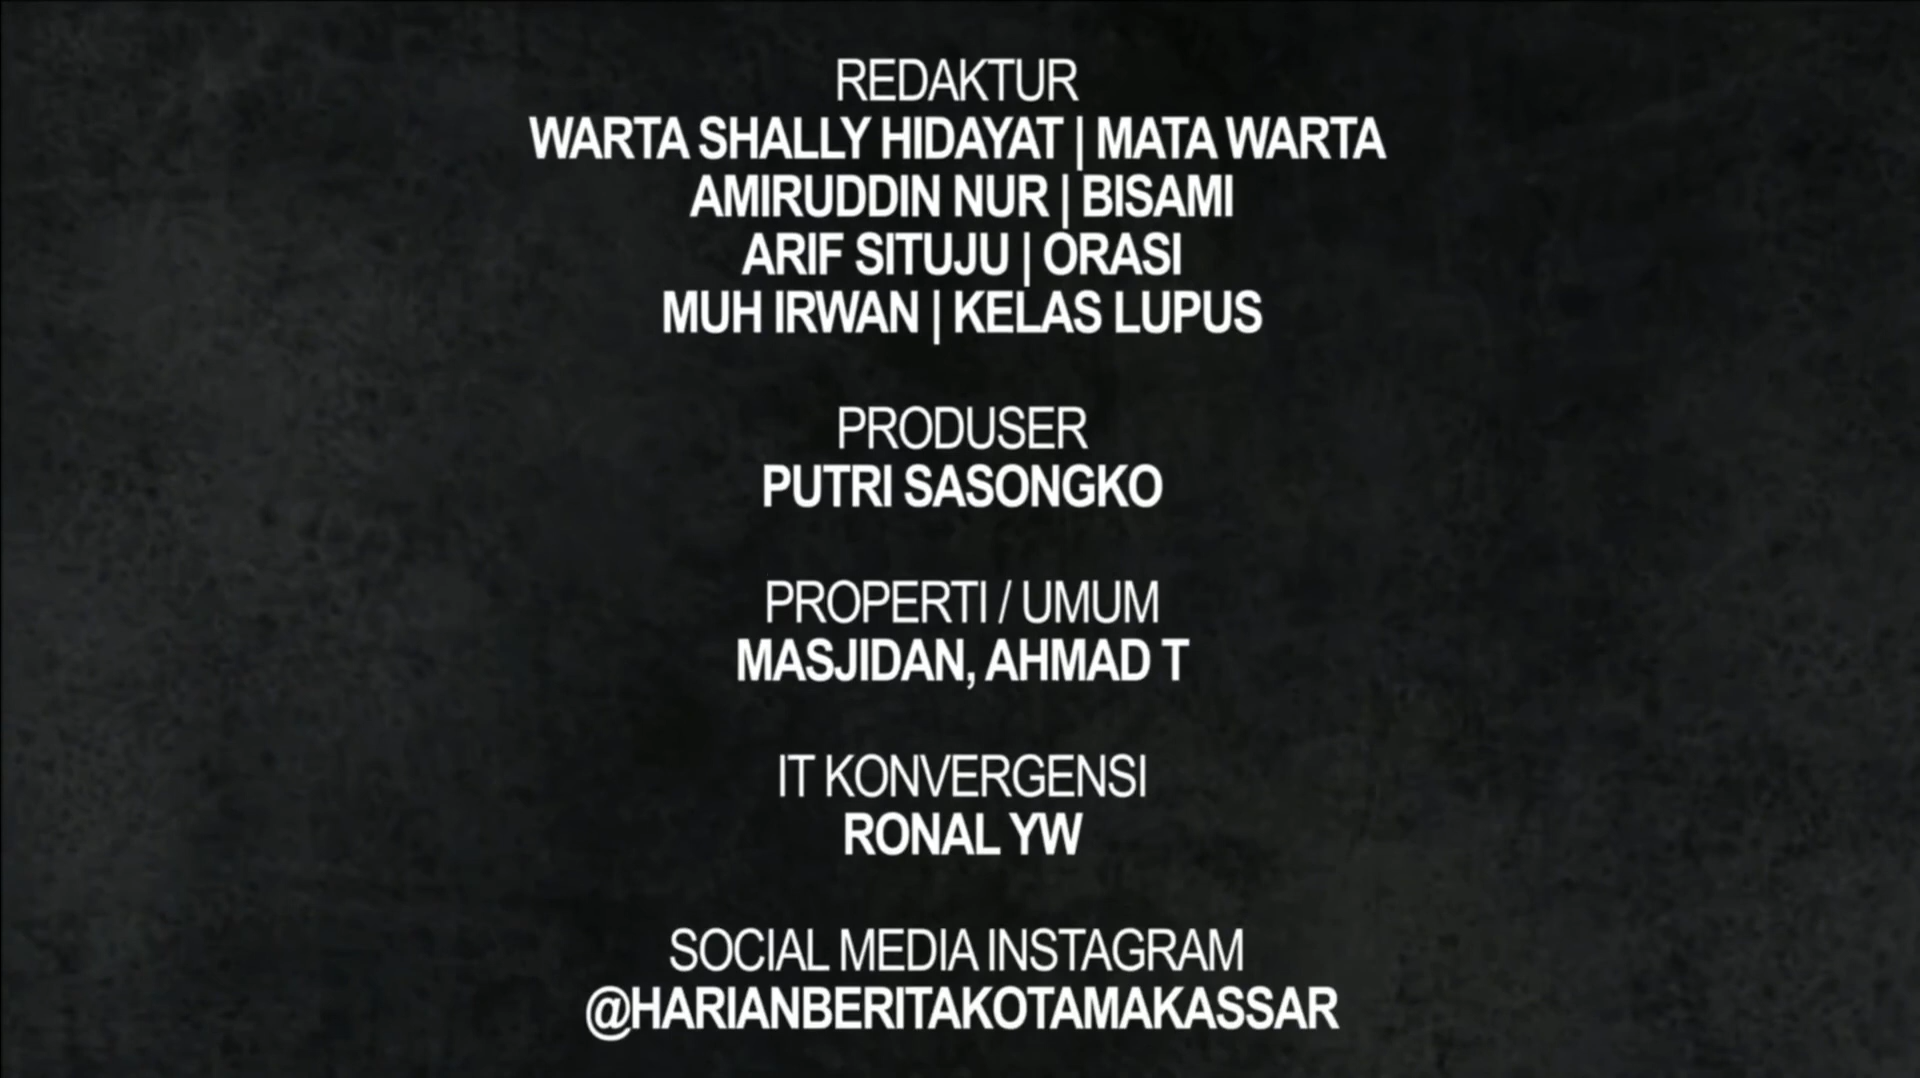 REDAKTUR
WARTA SHALLY HIDAYAT | MATA WARTA
AMIRUDDIN NUR | BISAMI
ARIF SITUJU | ORASI
MUH IRWAN | KELAS LUPUS
PRODUSER
PUTRI SASONGKO
PROPERTI / UMUM
MASJIDAN, AHMAD T
IT KONVERGENSI
RONAL YW
SOCIAL MEDIA INSTAGRAM
@HARIANBERITAKOTAMAKASSAR